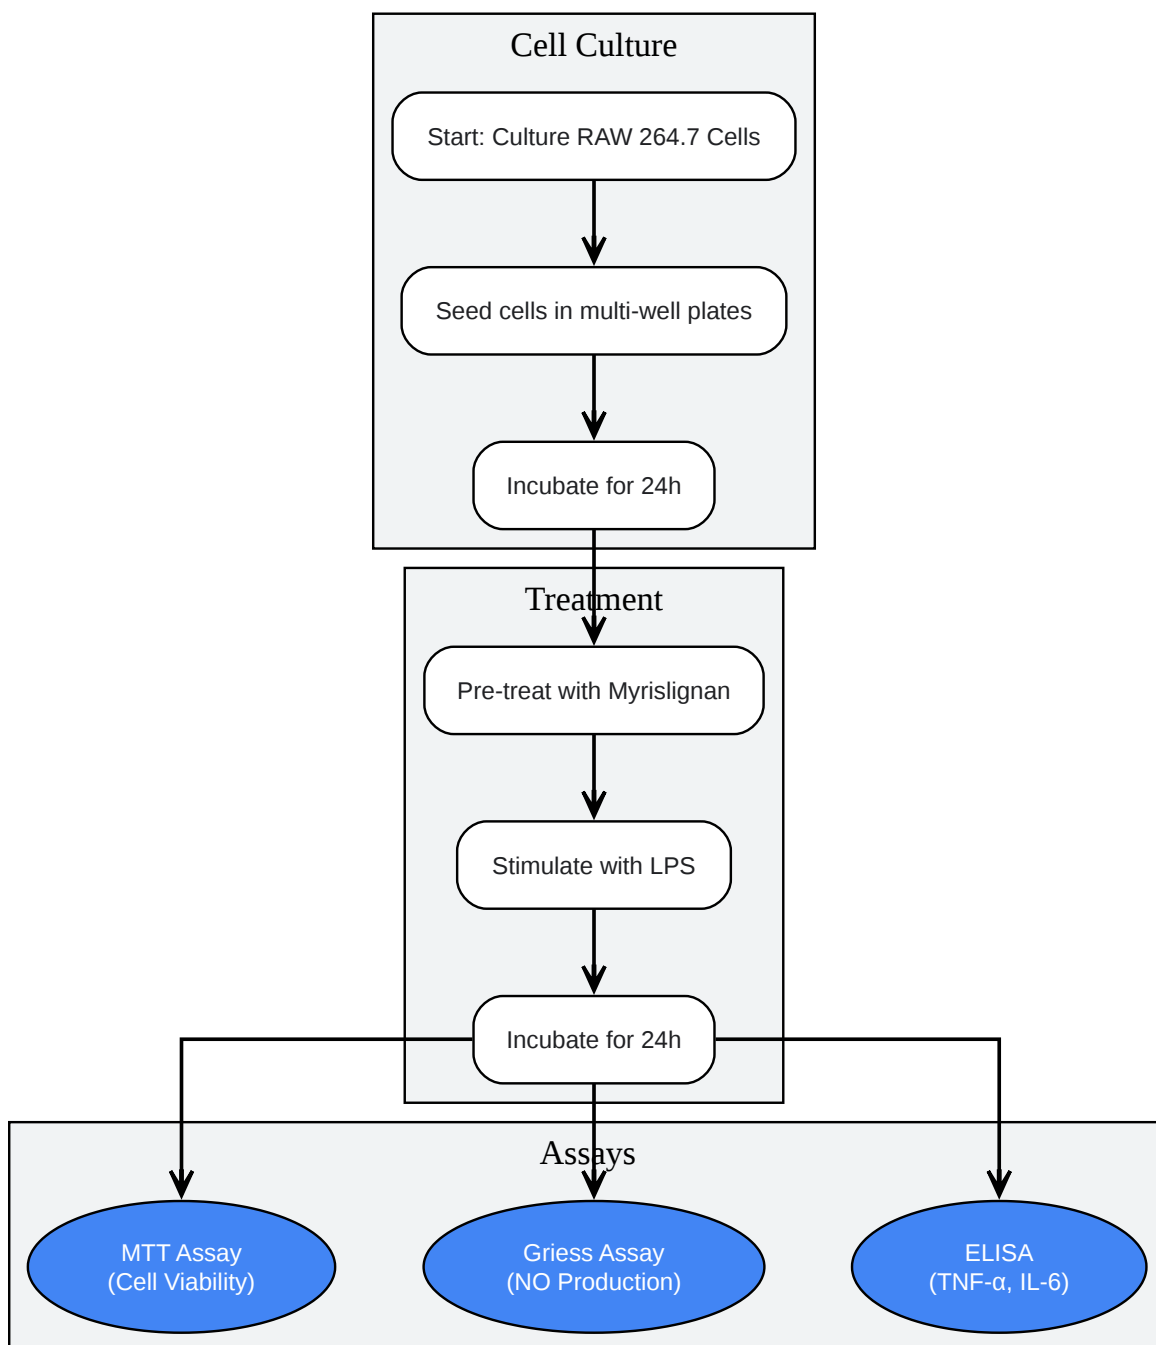 Cell Culture
Start: Culture RAW 264.7 Cells
Seed cells in multi-well plates
Incubate for 24h
Treatment
Pre-treat with Myrislignan
Stimulate with LPS
Incubate for 24h
Assays
MTT Assay
(Cell Viability)
Griess Assay
(NO Production)
ELISA
(TNF-α, IL-6)